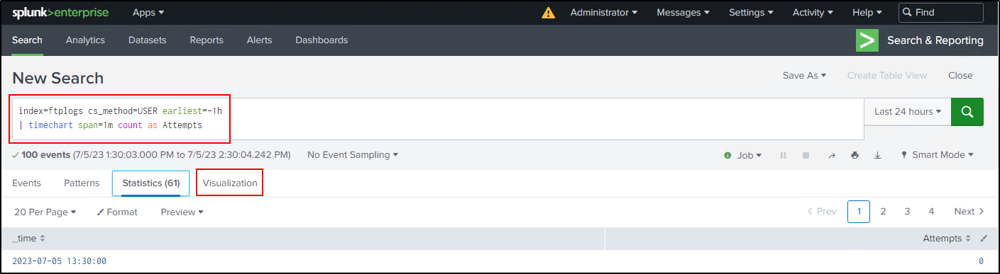 splunk>enterprise Apps Administrator Messages Settings Activity Help Find
Search Analytics Datasets Reports Alerts Dashboards > Search & Reporting
New Search Save As Create Table View Close
index=ftplogs cs_method=USER earliest=-1h
| timechart span=1m count as Attempts
Last 24 hours
✓ 100 events (7/5/23 1:30:03.000 PM to 7/5/23 2:30:04.242 PM) No Event Sampling Job Smart Mode
Events Patterns Statistics (61) Visualization
20 Per Page Format Preview < Prev 1 2 3 4 Next >
_time Attempts
2023-07-05 13:30:00 0